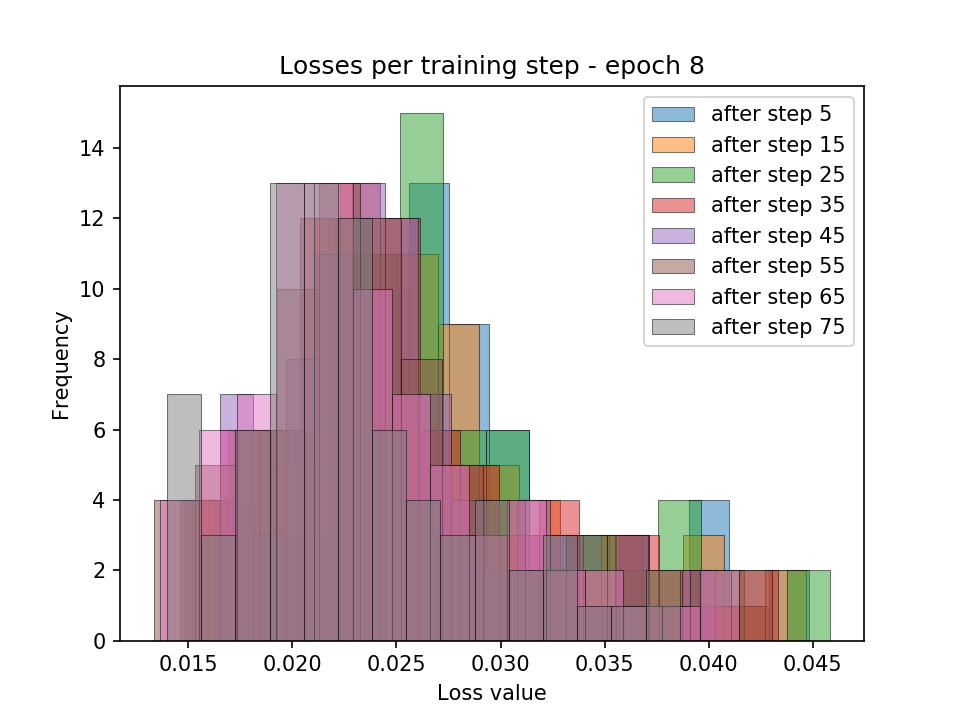 Losses per training step - epoch 8
after step 5
after step 15
after step 25
after step 35
after step 45
after step 55
after step 65
after step 75
Frequency
14
12
10
8
6
4
2
0
0.015 0.020 0.025 0.030 0.035 0.040 0.045
Loss value